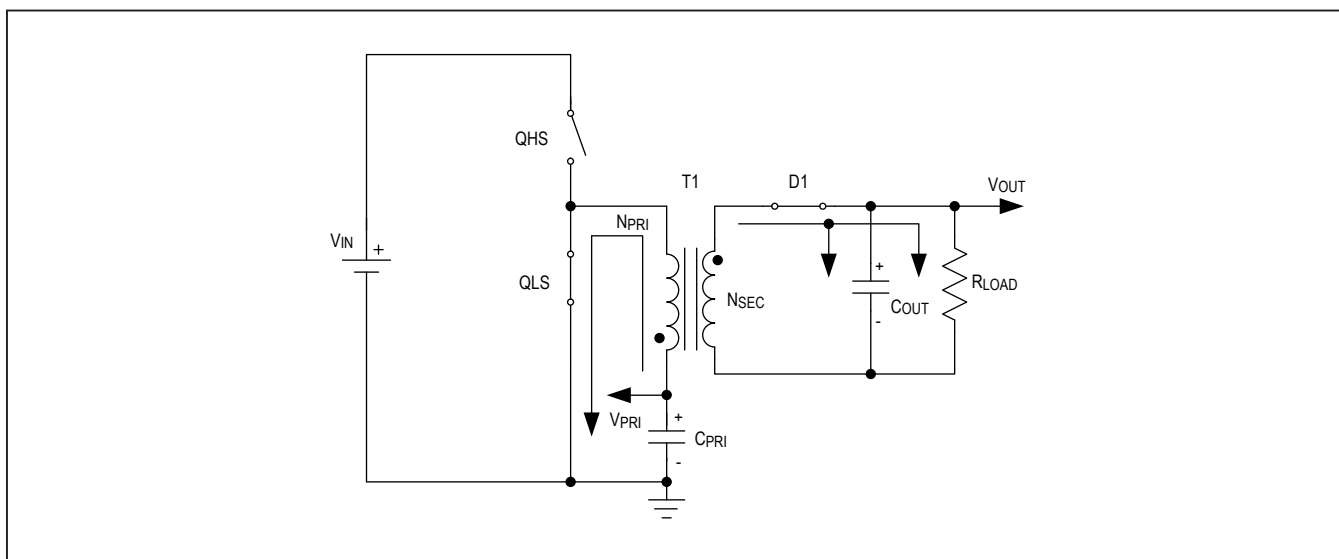 QHS
T1
D1
VOUT
NPRI
VIN
+
QLS
NSEC
+
COUT
-
RLOAD
VPRI
+
CPRI
-